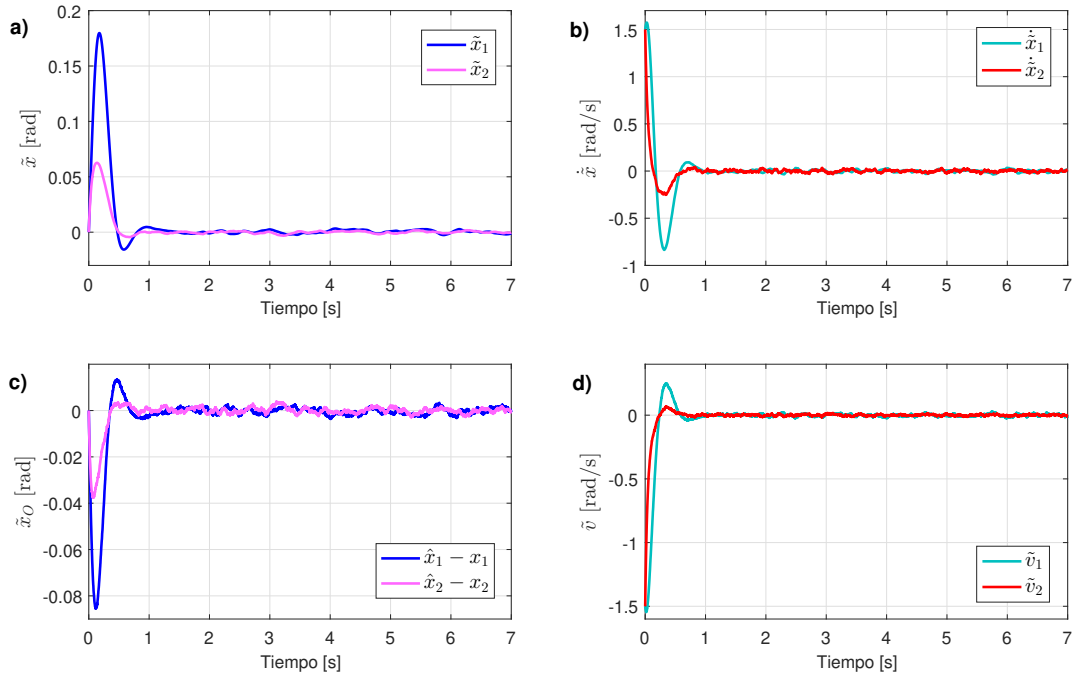 a)
0.2
0.15
0.1
0.05
0
x̃ [rad]
x̃₁
x̃₂
0 1 2 3 4 5 6 7
Tiempo [s]
b)
1.5
1
0.5
0
-0.5
-1
ẋ̃ [rad/s]
ẋ̃₁
ẋ̃₂
0 1 2 3 4 5 6 7
Tiempo [s]
c)
0
-0.02
-0.04
-0.06
-0.08
x̃_O [rad]
x̂₁ − x₁
x̂₂ − x₂
0 1 2 3 4 5 6 7
Tiempo [s]
d)
0
-0.5
-1
-1.5
ṽ [rad/s]
ṽ₁
ṽ₂
0 1 2 3 4 5 6 7
Tiempo [s]